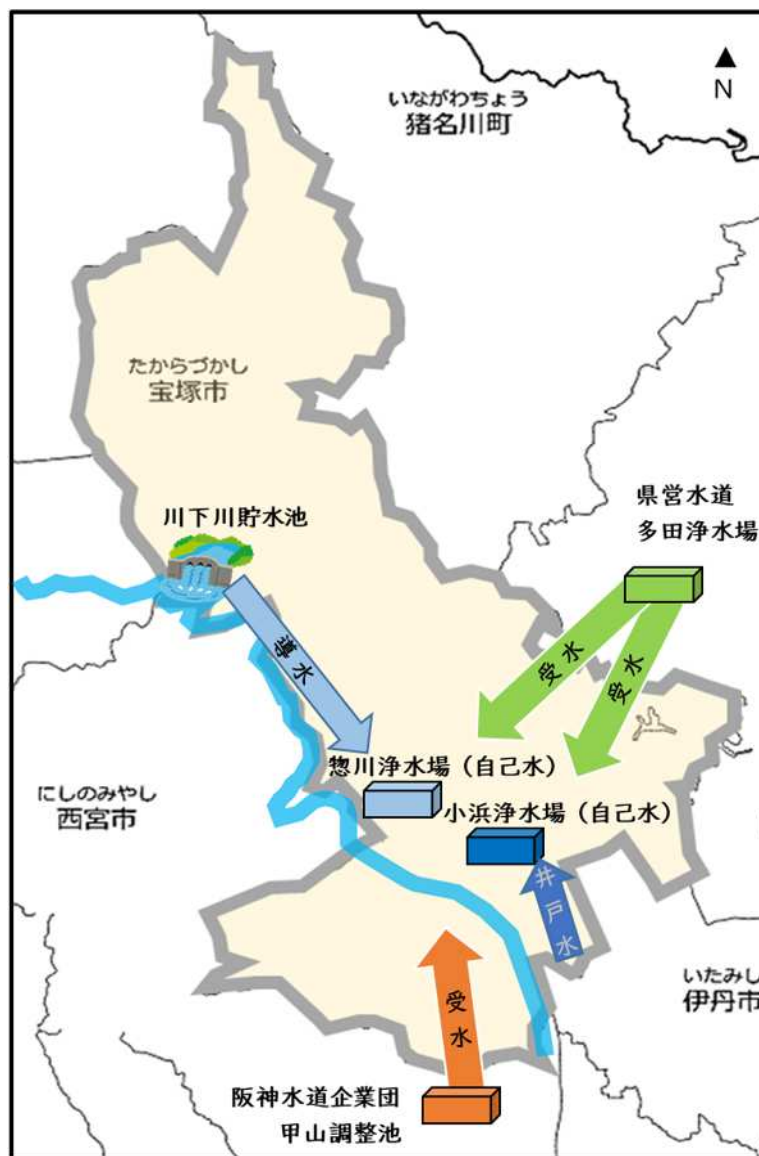 N
いながわちょう
猪名川町
たからづかし
宝塚市
川下川貯水池
県営水道
多田浄水場
導水
受水
受水
惣川浄水場（自己水）
にしのみやし
西宮市
小浜浄水場（自己水）
井戸水
いたみし
伊丹市
受水
阪神水道企業団
甲山調整池